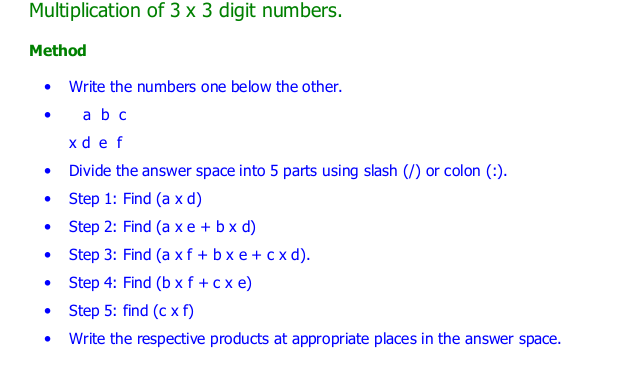 Multiplication of 3 x 3 digit numbers.
Method
• Write the numbers one below the other.
• a b c
x d e f
• Divide the answer space into 5 parts using slash (/) or colon (:).
• Step 1: Find (a x d)
• Step 2: Find (a x e + b x d)
• Step 3: Find (a x f + b x e + c x d).
• Step 4: Find (b x f + c x e)
• Step 5: find (c x f)
• Write the respective products at appropriate places in the answer space.